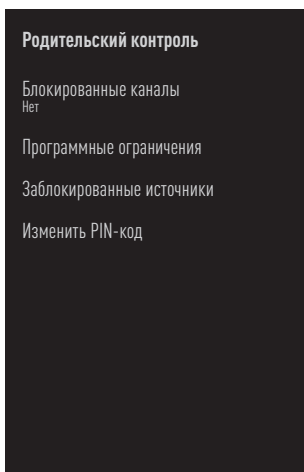 Родительский контроль
Блокированные каналы
Нет
Программные ограничения
Заблокированные источники
Изменить PIN-код